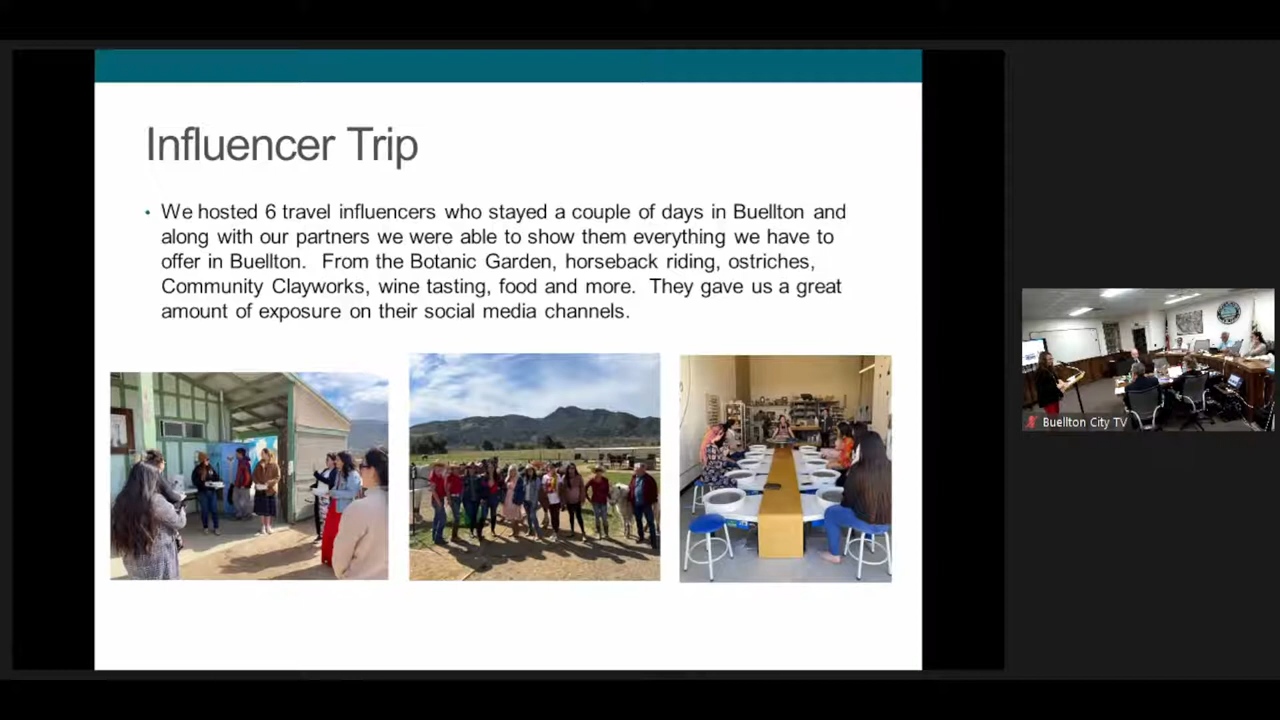 Influencer Trip
• We hosted 6 travel influencers who stayed a couple of days in Buellton and
along with our partners we were able to show them everything we have to
offer in Buellton.  From the Botanic Garden, horseback riding, ostriches,
Community Clayworks, wine tasting, food and more.  They gave us a great
amount of exposure on their social media channels.
Buellton City TV